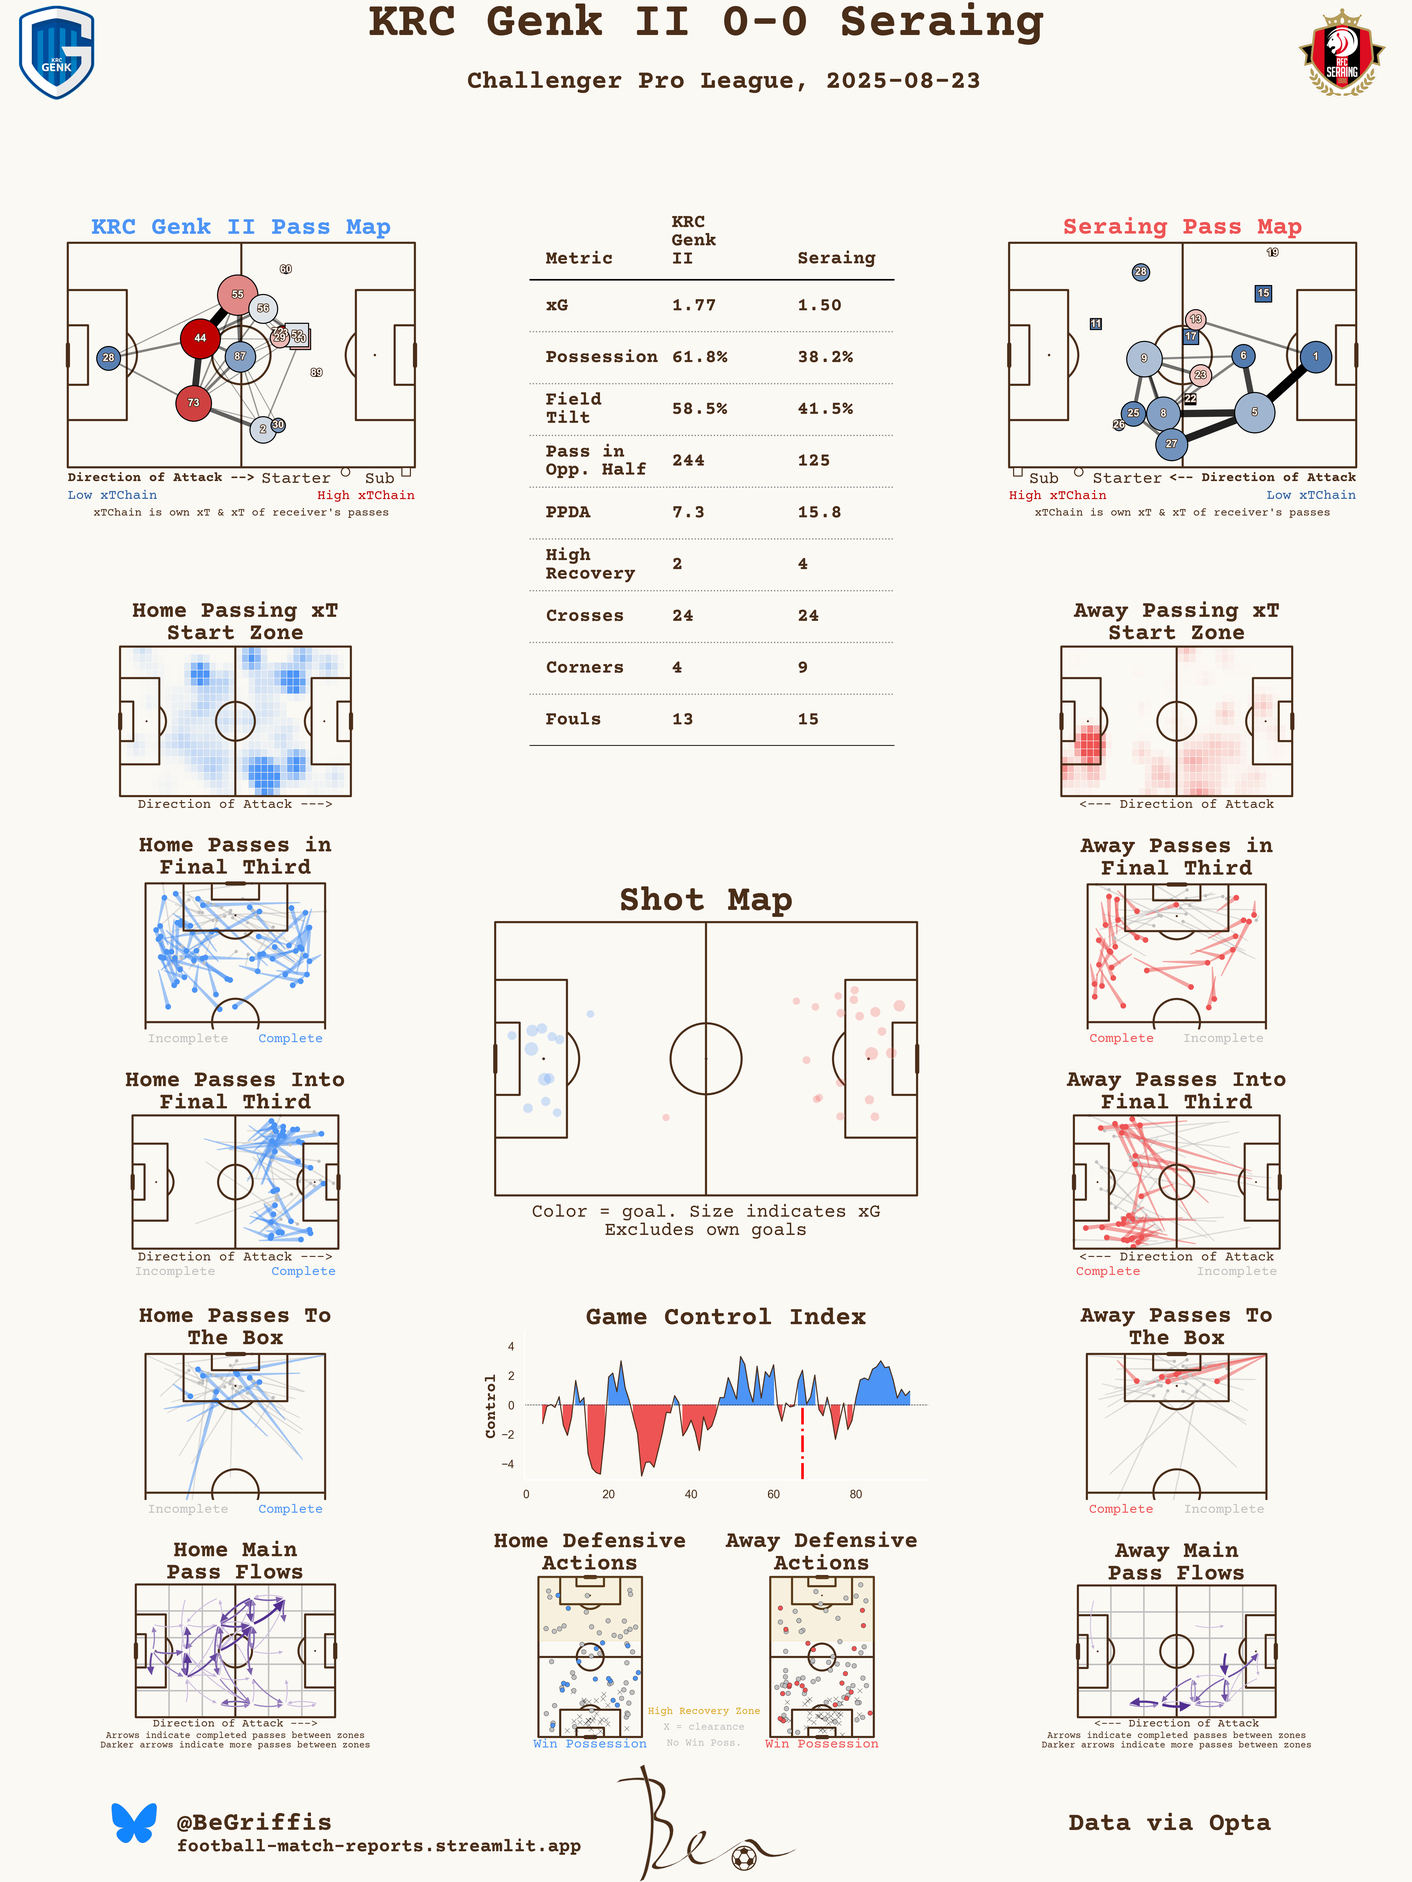 KRC Genk II 0-0 Seraing
Challenger Pro League, 2025-08-23
KRC
GENK
RFC
SERAING
KRC Genk II Pass Map
60
55
56
44
29
52
28
87
89
73
2
30
Direction of Attack --> Starter Sub
Low xTChain High xTChain
xTChain is own xT & xT of receiver's passes
Metric KRC Genk II Seraing
xG 1.77 1.50
Possession 61.8% 38.2%
Field Tilt 58.5% 41.5%
Pass in Opp. Half 244 125
PPDA 7.3 15.8
High Recovery 2 4
Crosses 24 24
Corners 4 9
Fouls 13 15
Seraing Pass Map
19
28
15
11
13
17
9
6
1
23
22
25
8
5
26
27
Sub Starter <-- Direction of Attack
High xTChain Low xTChain
xTChain is own xT & xT of receiver's passes
Home Passing xT
Start Zone
Direction of Attack --->
Away Passing xT
Start Zone
<--- Direction of Attack
Home Passes in
Final Third
Incomplete Complete
Away Passes in
Final Third
Complete Incomplete
Shot Map
Color = goal. Size indicates xG
Excludes own goals
Home Passes Into
Final Third
Direction of Attack --->
Incomplete Complete
Away Passes Into
Final Third
<--- Direction of Attack
Complete Incomplete
Home Passes To
The Box
Incomplete Complete
Game Control Index
Control
4
2
0
−2
−4
0 20 40 60 80
Away Passes To
The Box
Complete Incomplete
Home Main
Pass Flows
Direction of Attack --->
Arrows indicate completed passes between zones
Darker arrows indicate more passes between zones
Home Defensive
Actions
Win Possession
High Recovery Zone
X = clearance
No Win Poss.
Away Defensive
Actions
Win Possession
Away Main
Pass Flows
<--- Direction of Attack
Arrows indicate completed passes between zones
Darker arrows indicate more passes between zones
@BeGriffis
football-match-reports.streamlit.app
Ben
Data via Opta